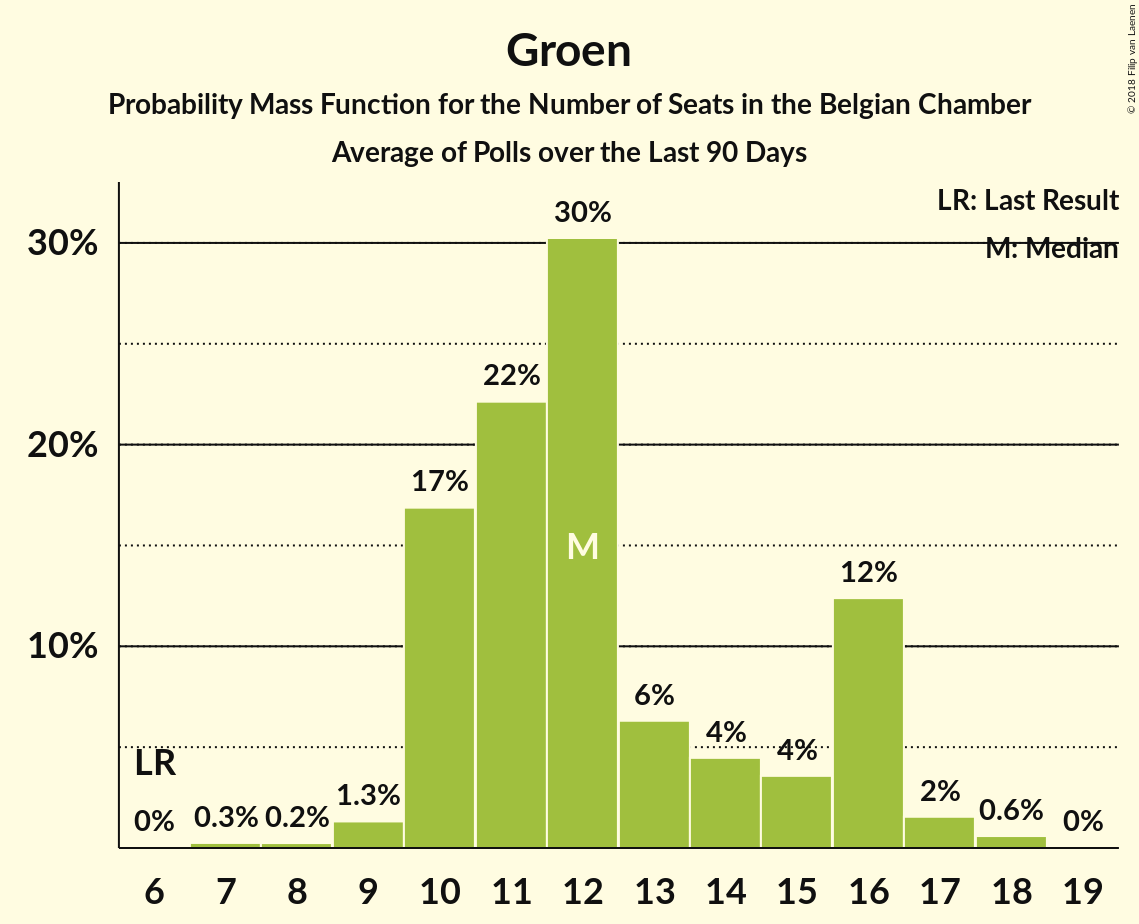 Groen
Probability Mass Function for the Number of Seats in the Belgian Chamber
Average of Polls over the Last 90 Days
© 2018 Filip van Laenen
LR: Last Result
M: Median
30%
20%
10%
LR
0%
0.3%
0.2%
1.3%
17%
22%
30%
M
6%
4%
4%
12%
2%
0.6%
0%
6 7 8 9 10 11 12 13 14 15 16 17 18 19